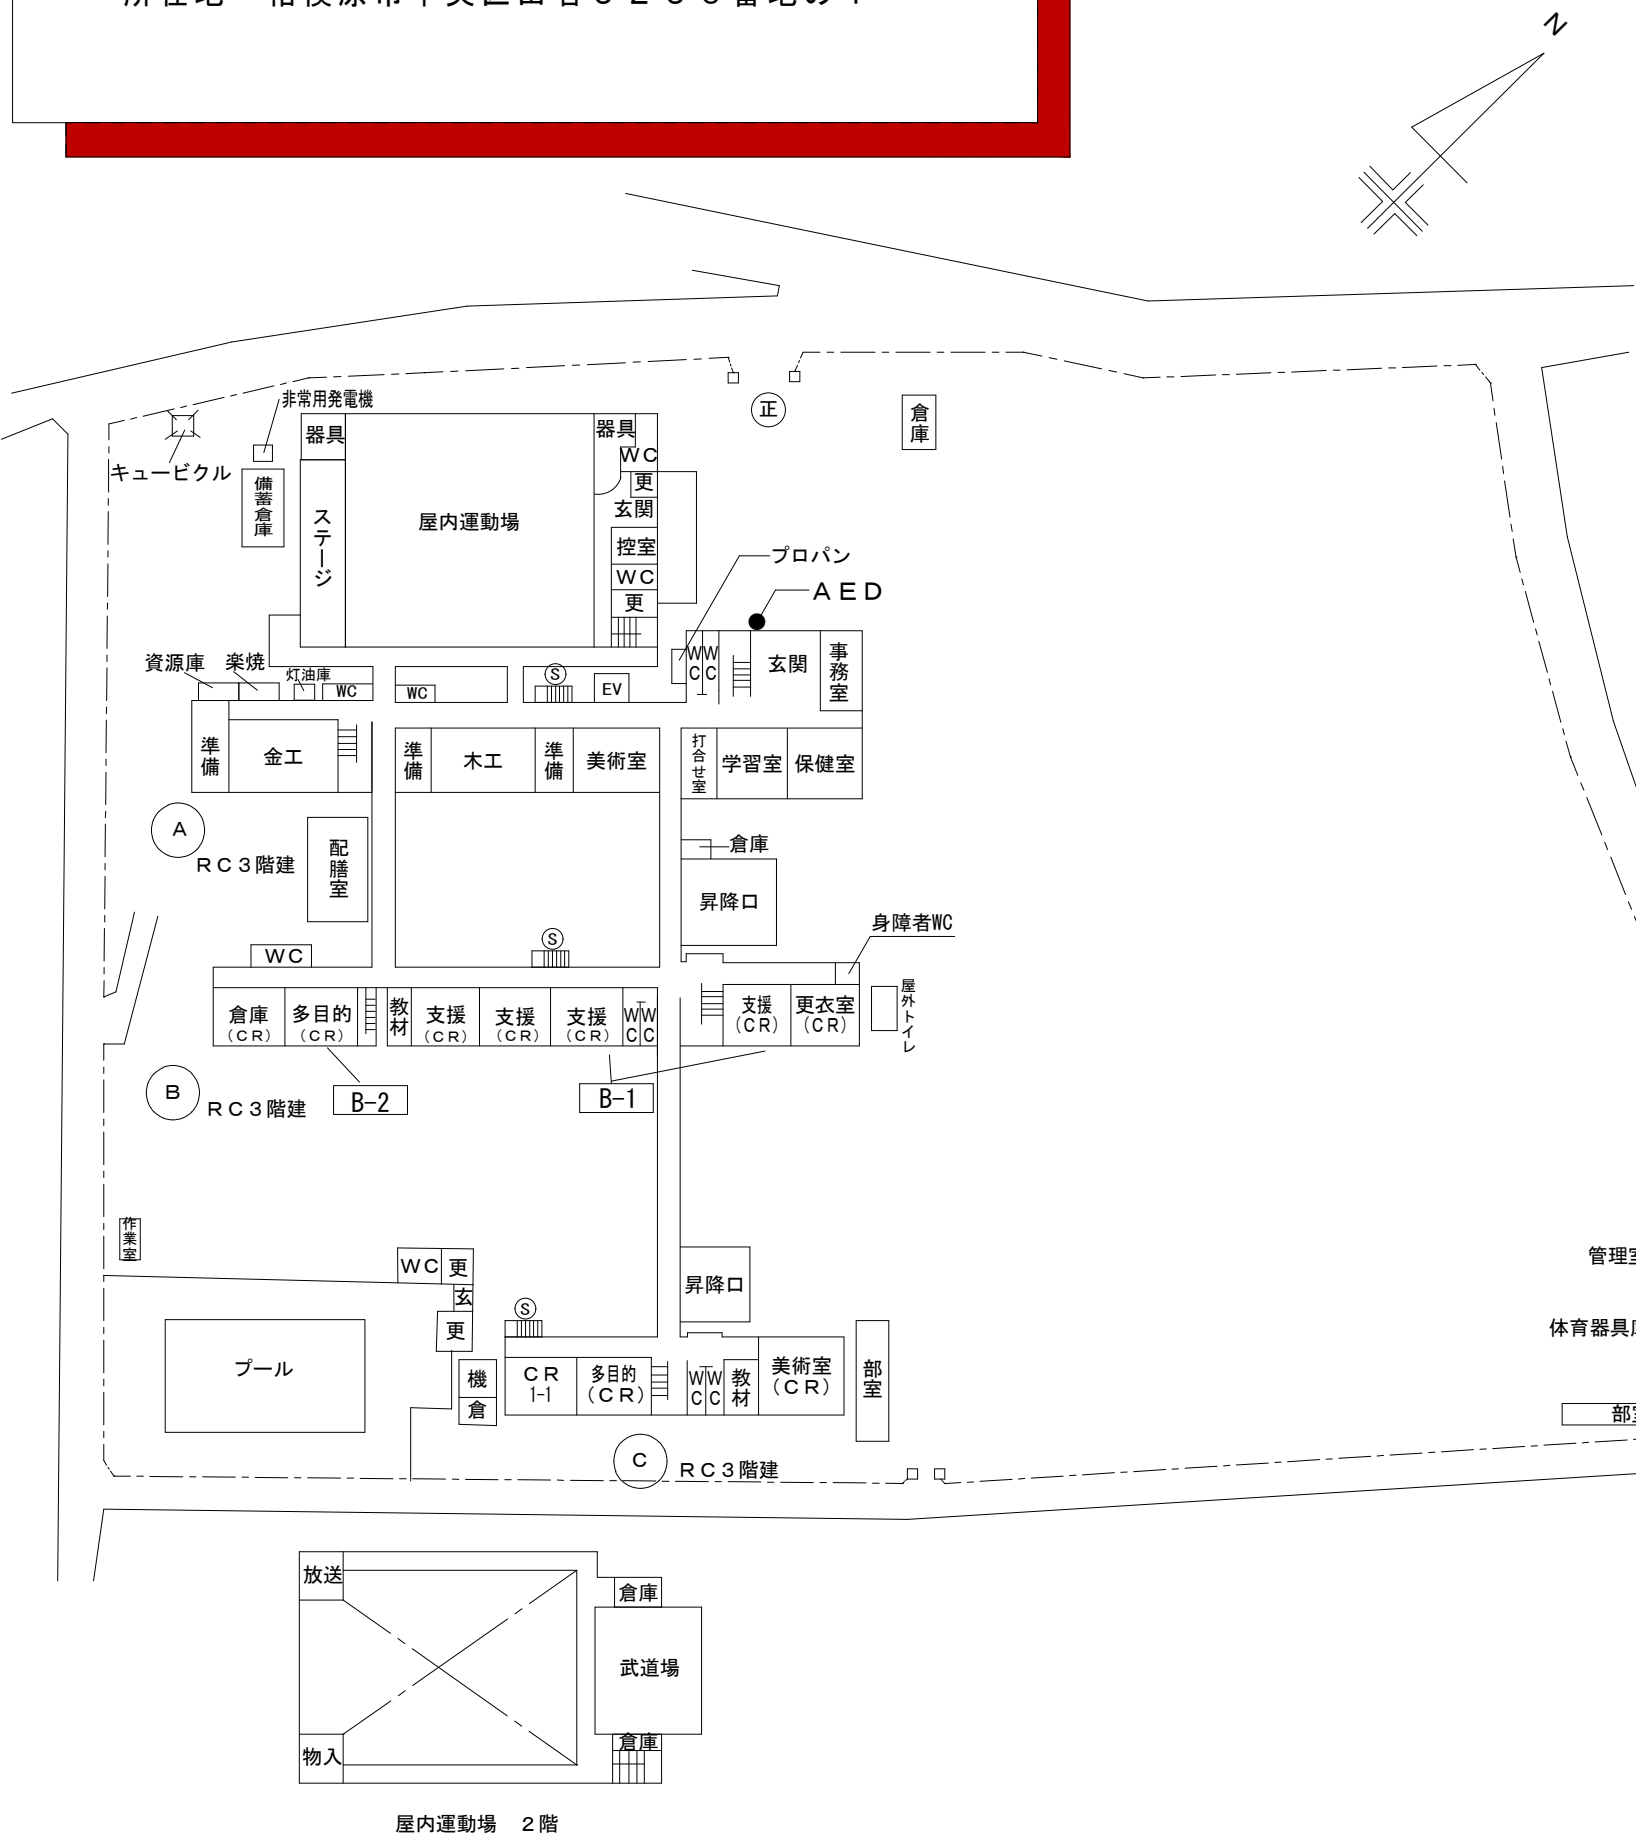 N
正
倉庫
非常用発電機
キュービクル
備蓄倉庫
器具
ステージ
屋内運動場
器具
WC
更
玄関
控室
WC
更
プロパン
AED
資源庫
楽焼
灯油庫
WC
WC
S
EV
WC
WC
玄関
事務室
準備
金工
準備
木工
準備
美術室
打合せ室
学習室
保健室
A
RC3階建
配膳室
倉庫
昇降口
身障者WC
S
WC
倉庫
(CR)
多目的
(CR)
教材
支援
(CR)
支援
(CR)
支援
(CR)
WC
WC
支援
(CR)
更衣室
(CR)
屋外トイレ
B
RC3階建
B-2
B-1
作業室
WC
更
玄
更
昇降口
S
プール
機
倉
CR
1-1
多目的
(CR)
WC
WC
教材
美術室
(CR)
部室
C
RC3階建
体育器具
放送
倉庫
武道場
倉庫
物入
屋内運動場 2階